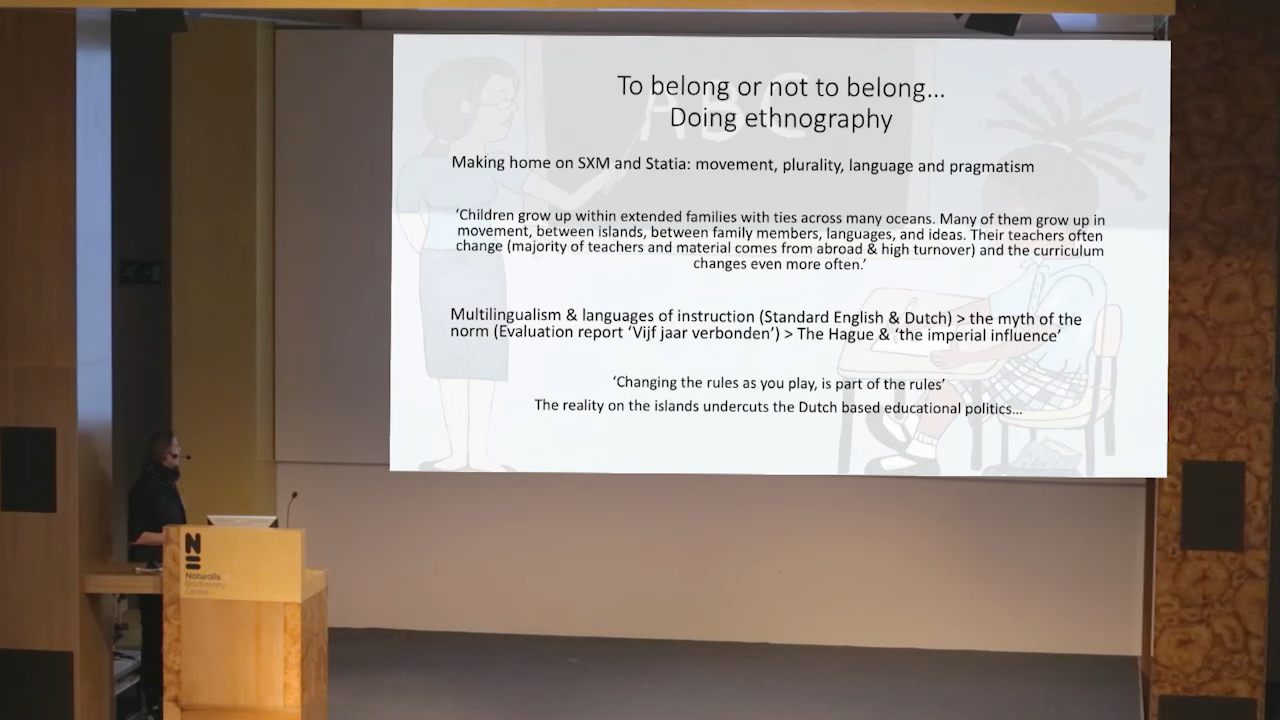 To belong or not to belong...
Doing ethnography
ABC
Making home on SXM and Statia: movement, plurality, language and pragmatism
‘Children grow up within extended families with ties across many oceans. Many of them grow up in
movement, between islands, between family members, languages, and ideas. Their teachers often
change (majority of teachers and material comes from abroad & high turnover) and the curriculum
changes even more often.’
Multilingualism & languages of instruction (Standard English & Dutch) > the myth of the
norm (Evaluation report ‘Vijf jaar verbonden’) > The Hague & ‘the imperial influence’
‘Changing the rules as you play, is part of the rules’
The reality on the islands undercuts the Dutch based educational politics...
N
Naturalis
Biodiversity
Center